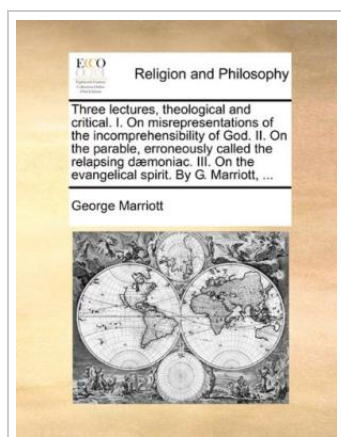 ECCO
Religion and Philosophy
Three lectures, theological and
critical. I. On misrepresentations of
the incomprehensibility of God. II. On
the parable, erroneously called the
relapsing dæmoniac. III. On the
evangelical spirit. By G. Marriott, ...
George Marriott